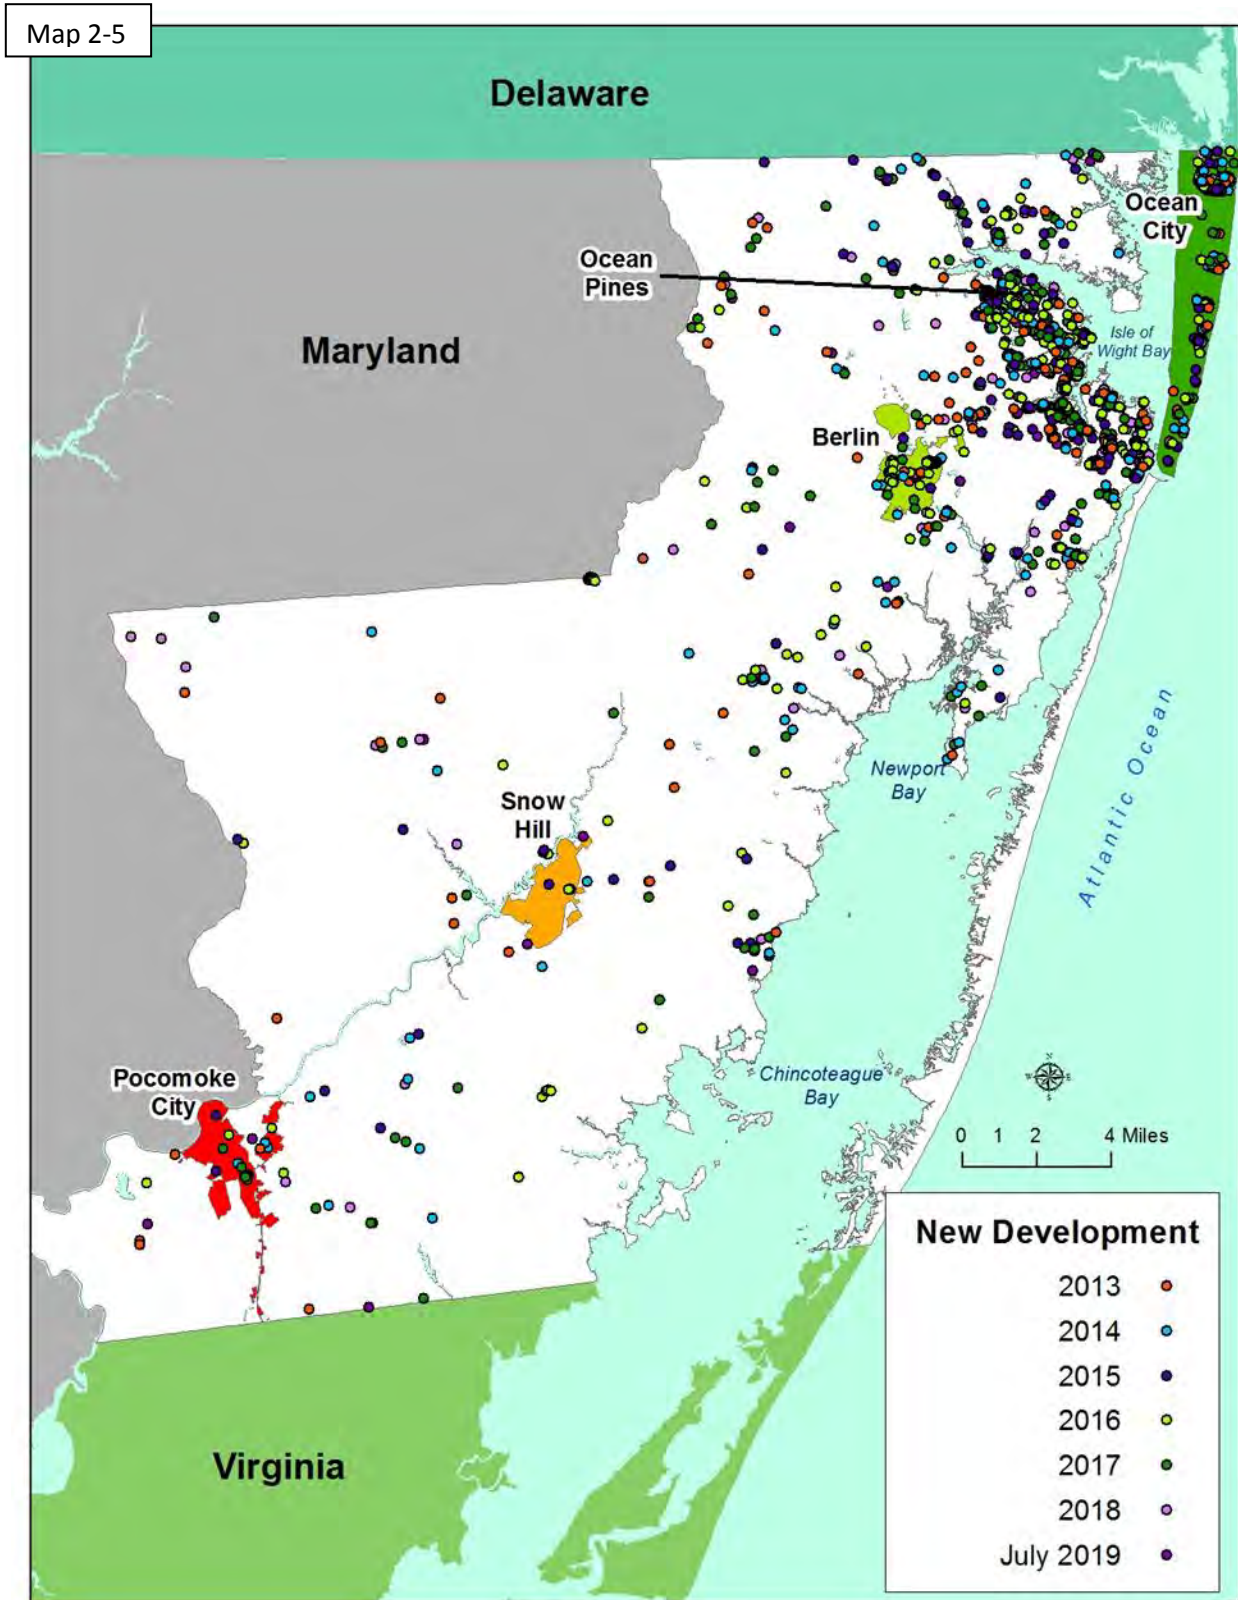 Map 2-5
Delaware
Ocean
City
Ocean
Pines
Maryland
Isle of
Wight Bay
Berlin
Newport
Bay
Atlantic Ocean
Snow
Hill
Chincoteague
Bay
Pocomoke
City
N
W
E
S
0 1 2 4 Miles
New Development
2013
2014
2015
2016
2017
2018
July 2019
Virginia